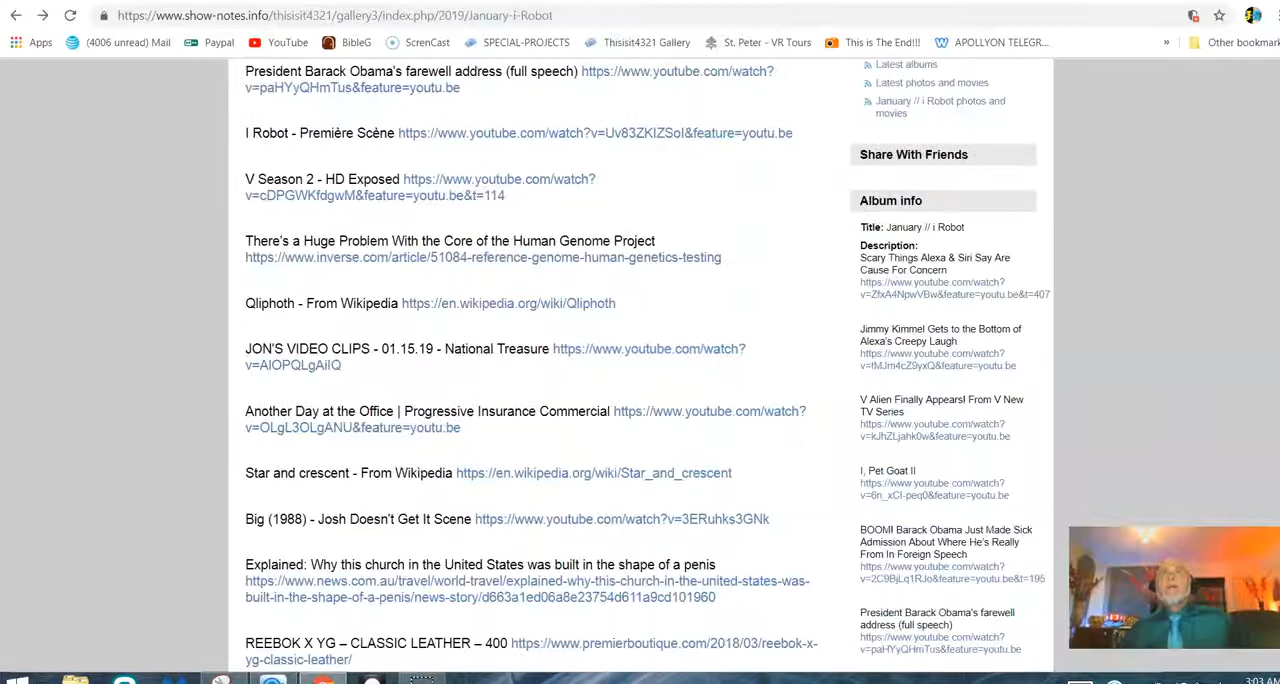 https://www.show-notes.info/thisisit4321/gallery3/index.php/2019/January-i-Robot
Apps
(4006 unread) Mail
Paypal
YouTube
BibleG
ScrenCast
SPECIAL-PROJECTS
Thisisit4321 Gallery
St. Peter - VR Tours
This is The End!!!
APOLLYON TELEGR...
»
Other bookmark
President Barack Obama's farewell address (full speech) https://www.youtube.com/watch?
v=paHYyQHmTus&feature=youtu.be
I Robot - Première Scène https://www.youtube.com/watch?v=Uv83ZKIZSoI&feature=youtu.be
V Season 2 - HD Exposed https://www.youtube.com/watch?
v=cDPGWKfdgwM&feature=youtu.be&t=114
There's a Huge Problem With the Core of the Human Genome Project
https://www.inverse.com/article/51084-reference-genome-human-genetics-testing
Qliphoth - From Wikipedia https://en.wikipedia.org/wiki/Qliphoth
JON'S VIDEO CLIPS - 01.15.19 - National Treasure https://www.youtube.com/watch?
v=AIOPQLgAiIQ
Another Day at the Office | Progressive Insurance Commercial https://www.youtube.com/watch?
v=OLgL3OLgANU&feature=youtu.be
Star and crescent - From Wikipedia https://en.wikipedia.org/wiki/Star_and_crescent
Big (1988) - Josh Doesn't Get It Scene https://www.youtube.com/watch?v=3ERuhks3GNk
Explained: Why this church in the United States was built in the shape of a penis
https://www.news.com.au/travel/world-travel/explained-why-this-church-in-the-united-states-was-
built-in-the-shape-of-a-penis/news-story/d663a1ed06a8e23754d611a9cd101960
REEBOK X YG – CLASSIC LEATHER – 400 https://www.premierboutique.com/2018/03/reebok-x-
yg-classic-leather/
Latest albums
Latest photos and movies
January // i Robot photos and
movies
Share With Friends
Album info
Title: January // i Robot
Description:
Scary Things Alexa & Siri Say Are
Cause For Concern
https://www.youtube.com/watch?
v=ZfxA4NpwVBw&feature=youtu.be&t=407
Jimmy Kimmel Gets to the Bottom of
Alexa's Creepy Laugh
https://www.youtube.com/watch?
v=tMJm4cZ9yxQ&feature=youtu.be
V Alien Finally Appears! From V New
TV Series
https://www.youtube.com/watch?
v=kJhZLjahk0w&feature=youtu.be
I, Pet Goat II
https://www.youtube.com/watch?
v=6n_xCI-peq0&feature=youtu.be
BOOM! Barack Obama Just Made Sick
Admission About Where He's Really
From In Foreign Speech
https://www.youtube.com/watch?
v=2C9BjLq1RJo&feature=youtu.be&t=195
President Barack Obama's farewell
address (full speech)
https://www.youtube.com/watch?
v=paHYyQHmTus&feature=youtu.be
3:03 AM